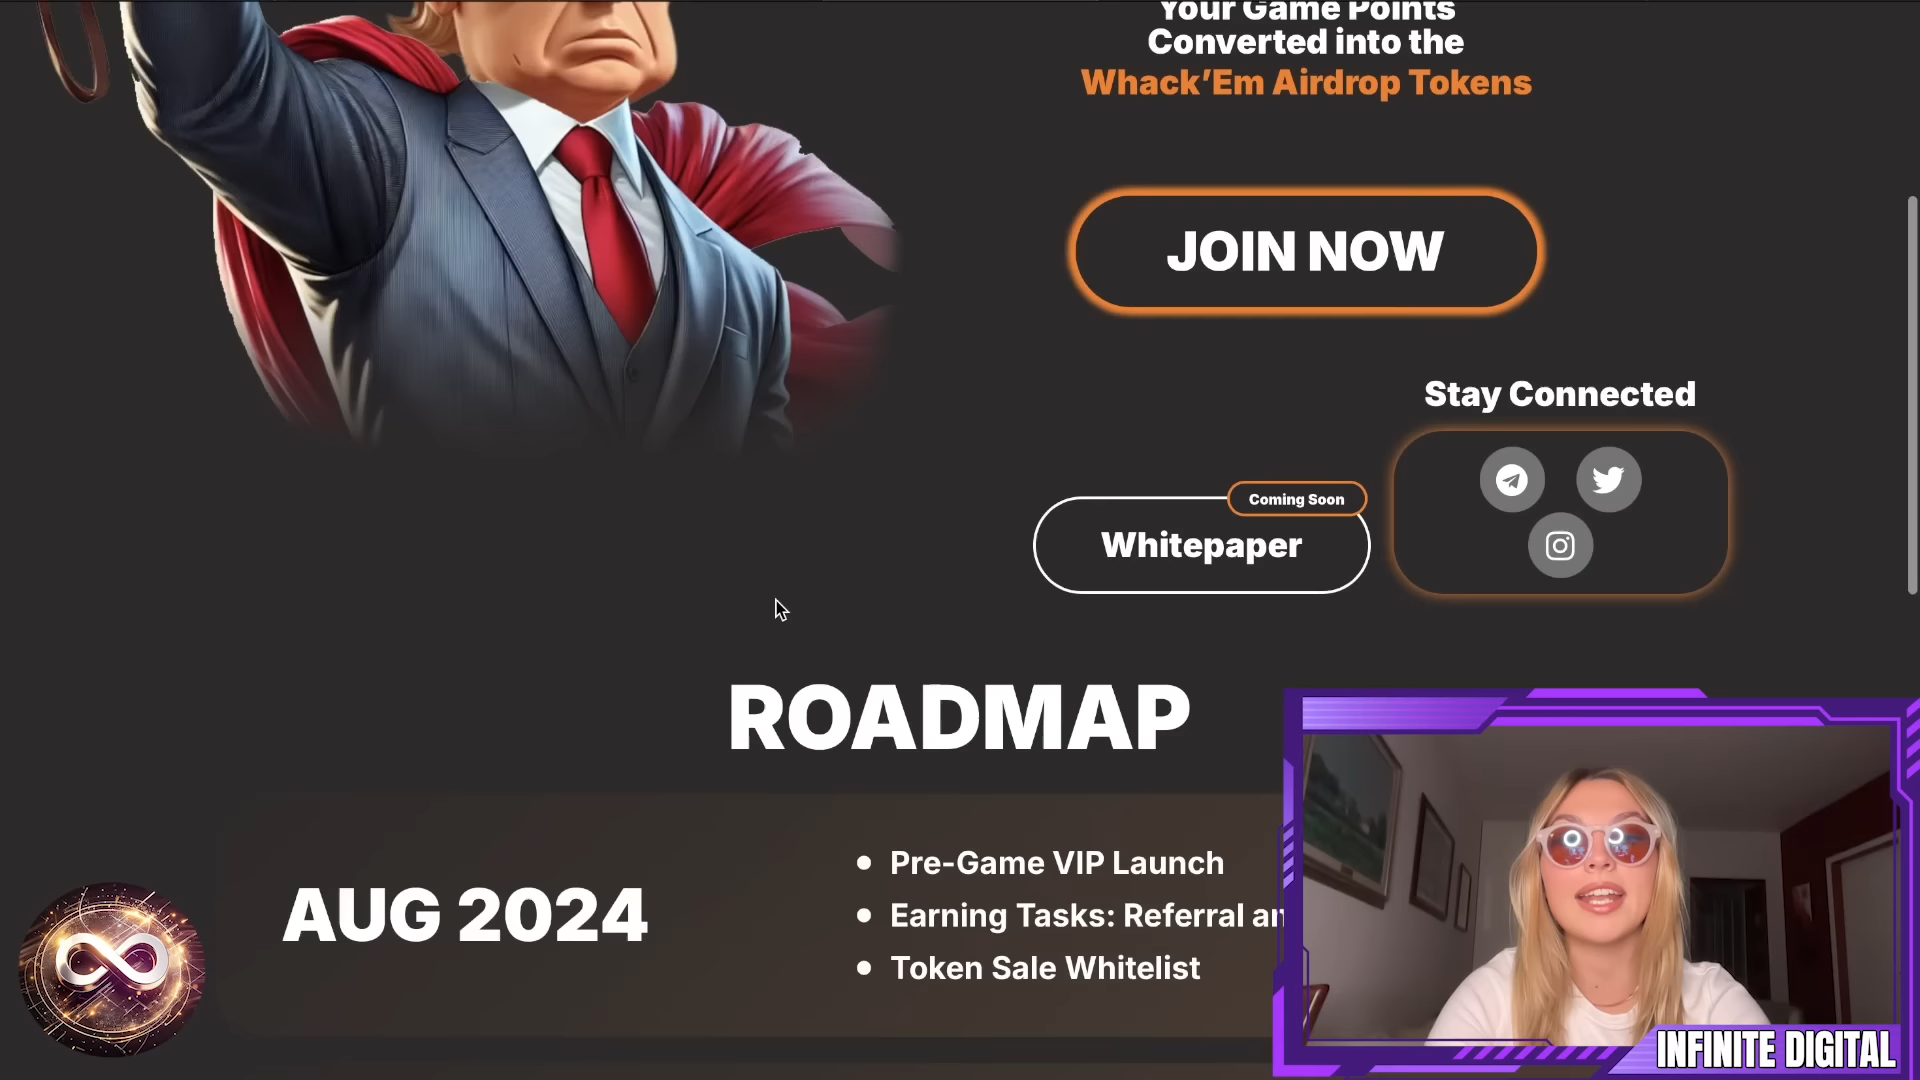 Your Game Points
Converted into the
Whack'Em Airdrop Tokens
JOIN NOW
Stay Connected
Coming Soon
Whitepaper
ROADMAP
AUG 2024
Pre-Game VIP Launch
Earning Tasks: Referral an
Token Sale Whitelist
INFINITE DIGITAL